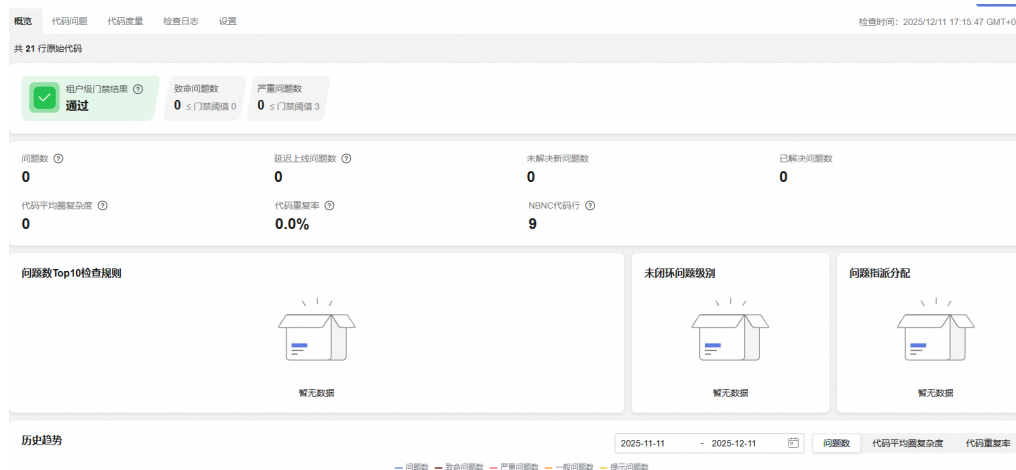 概览 代码问题 代码度量 检查日志 设置 检查时间：2025/12/11 17:15:47 GMT+0
共 21 行原始代码
租户级门禁结果 致命问题数 严重问题数
通过 0 ≤ 门禁阈值 0 0 ≤ 门禁阈值 3
问题数 延迟上线问题数 未解决新问题数 已解决问题数
0 0 0 0
代码平均圈复杂度 代码重复率 NBNC代码行
0 0.0% 9
问题数Top10检查规则 未闭环问题级别 问题指派分配
暂无数据 暂无数据 暂无数据
历史趋势 2025-11-11 - 2025-12-11 问题数 代码平均圈复杂度 代码重复率
问题数 致命问题数 严重问题数 一般问题数 提示问题数